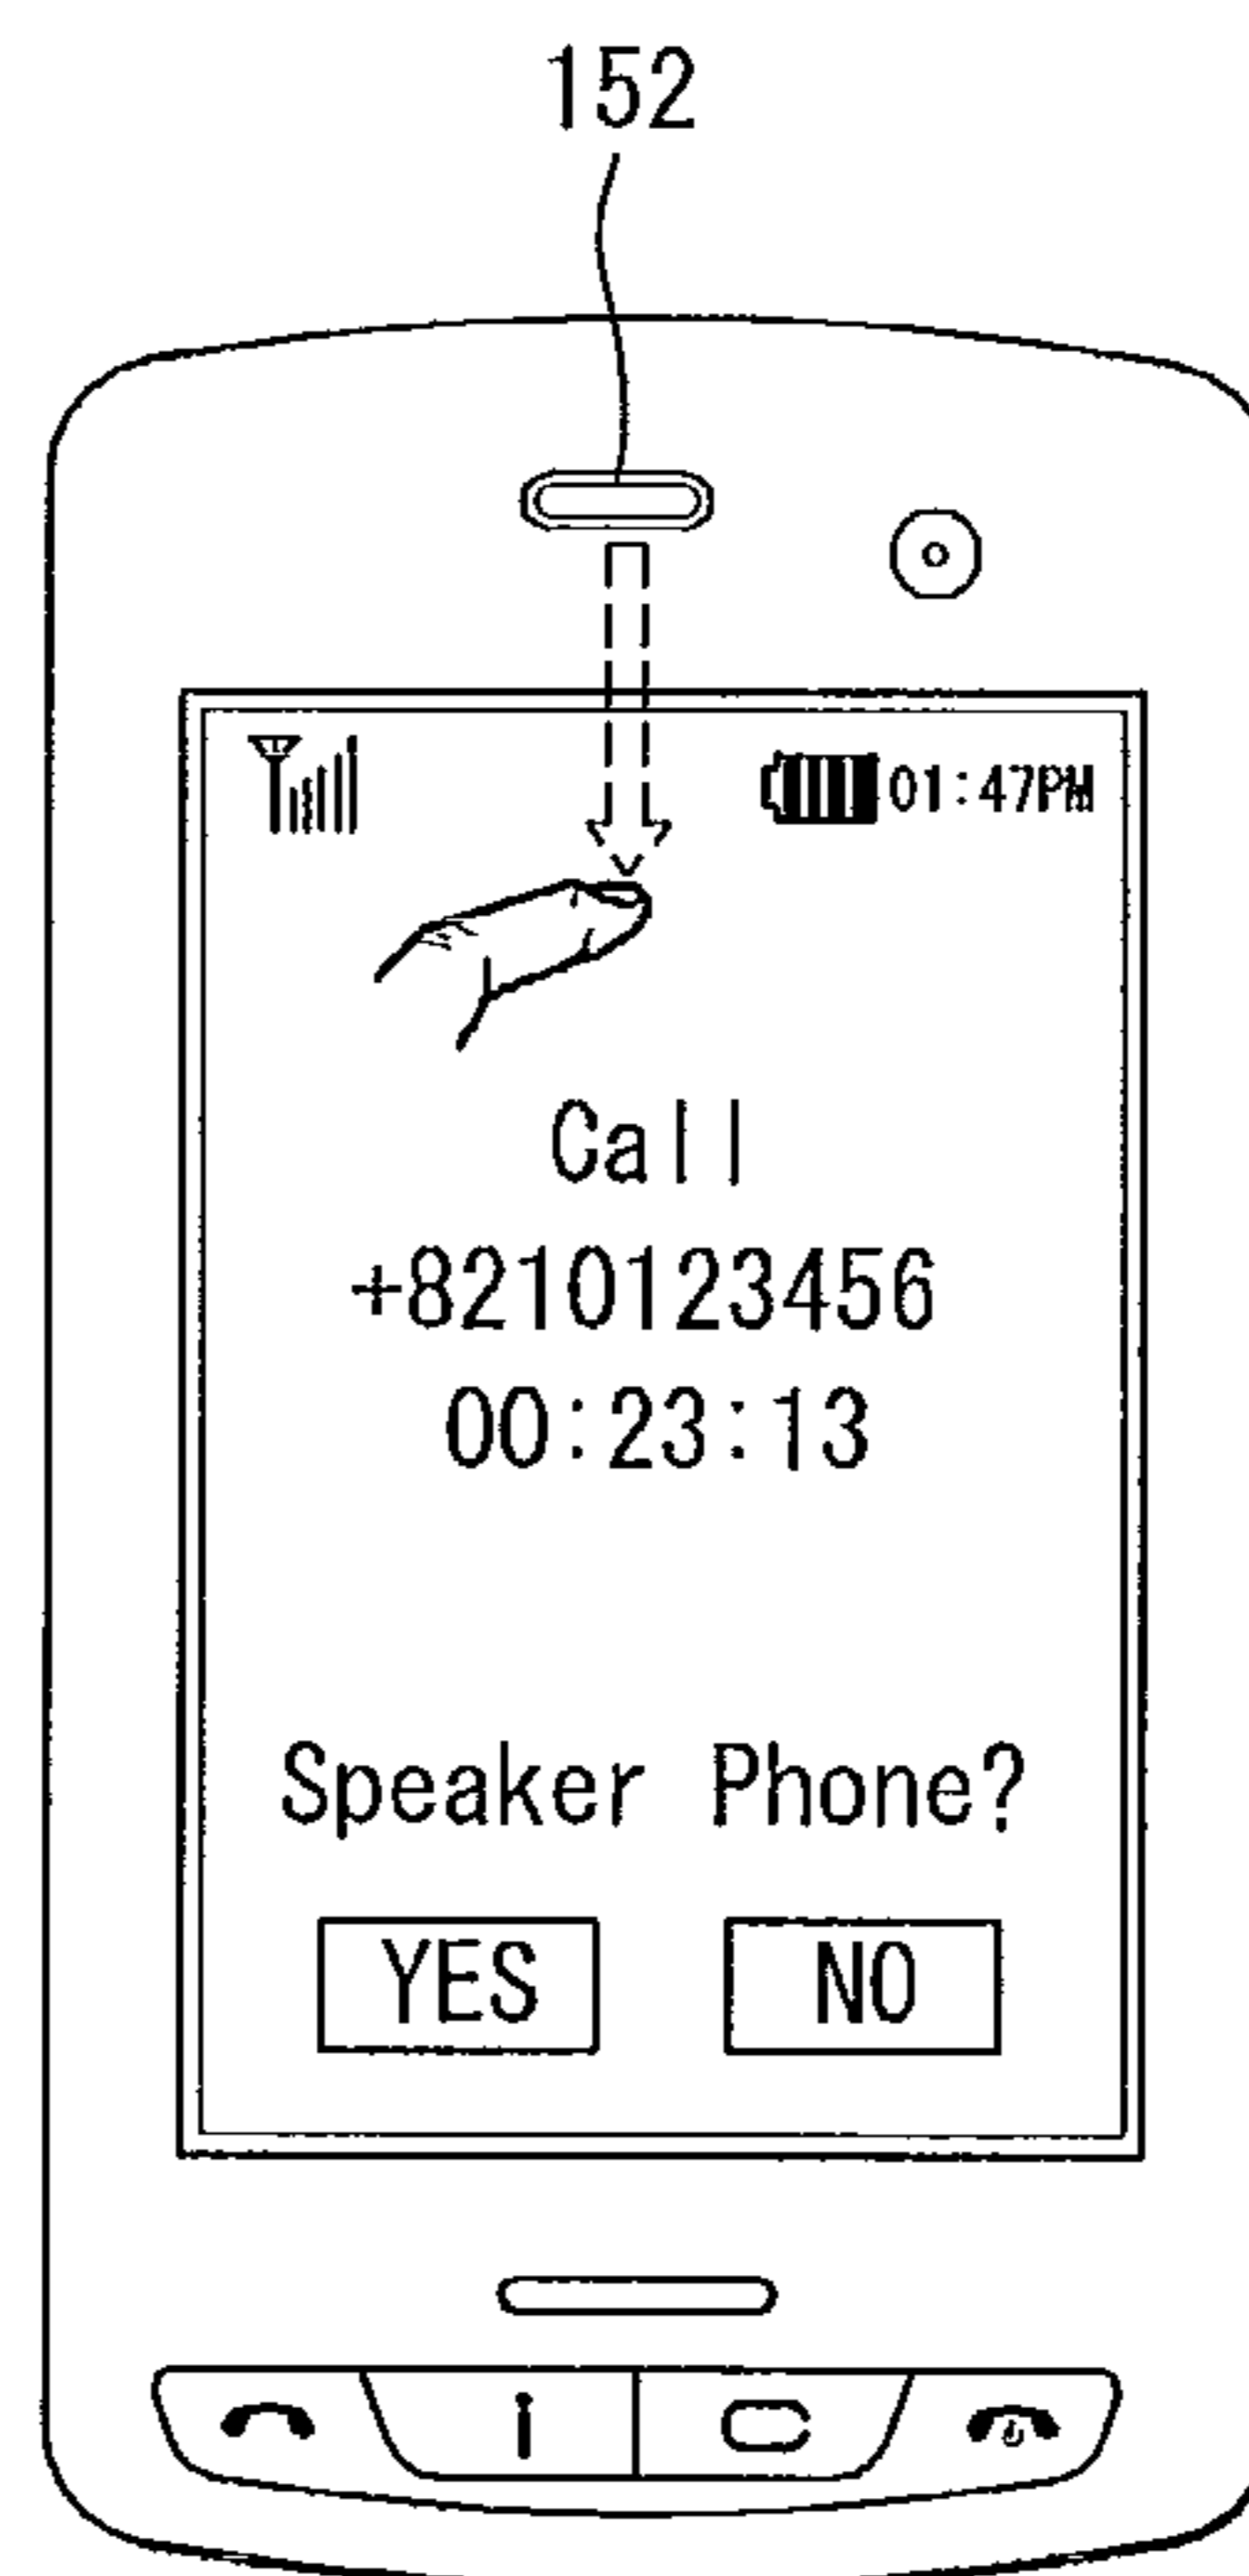 152
01:47PM
Call
+8210123456
00:23:13
Speaker Phone?
YES NO
i C